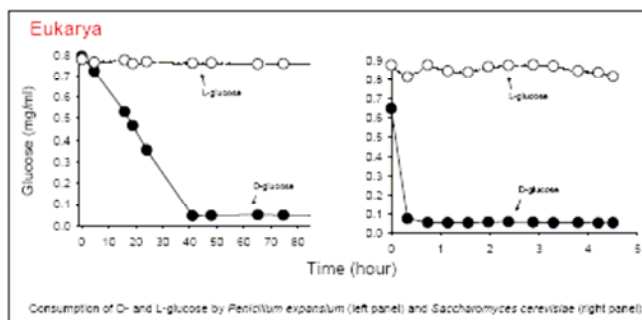 Eukarya
Glucose (mg/ml)
0.8
0.7
0.6
0.5
0.4
0.3
0.2
0.1
0.0
L-glucose
D-glucose
0 10 20 30 40 50 60 70 80
0.9
0.8
0.7
0.6
0.5
0.4
0.3
0.2
0.1
0.0
L-glucose
D-glucose
0 1 2 3 4 5
Time (hour)
Consumption of D- and L-glucose by Penicillium expansum (left panel) and Saccharomyces cerevisiae (right panel)